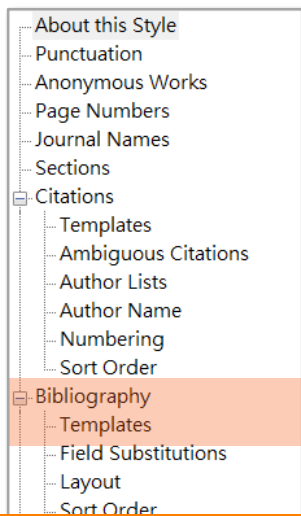 About this Style
Punctuation
Anonymous Works
Page Numbers
Journal Names
Sections
Citations
Templates
Ambiguous Citations
Author Lists
Author Name
Numbering
Sort Order
Bibliography
Templates
Field Substitutions
Layout
Sort Order